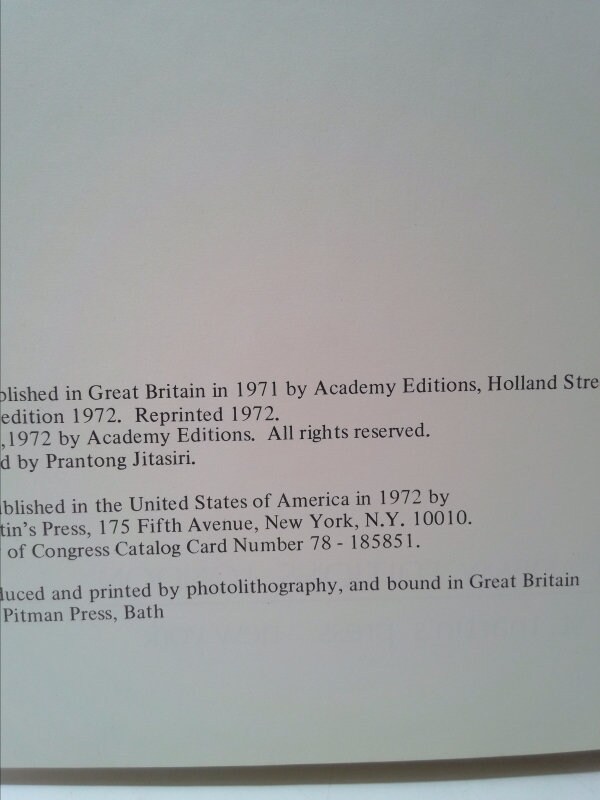 blished in Great Britain in 1971 by Academy Editions, Holland Stre
edition 1972. Reprinted 1972.
,1972 by Academy Editions. All rights reserved.
d by Prantong Jitasiri.
blished in the United States of America in 1972 by
tin's Press, 175 Fifth Avenue, New York, N.Y. 10010.
of Congress Catalog Card Number 78 - 185851.
duced and printed by photolithography, and bound in Great Britain
Pitman Press, Bath